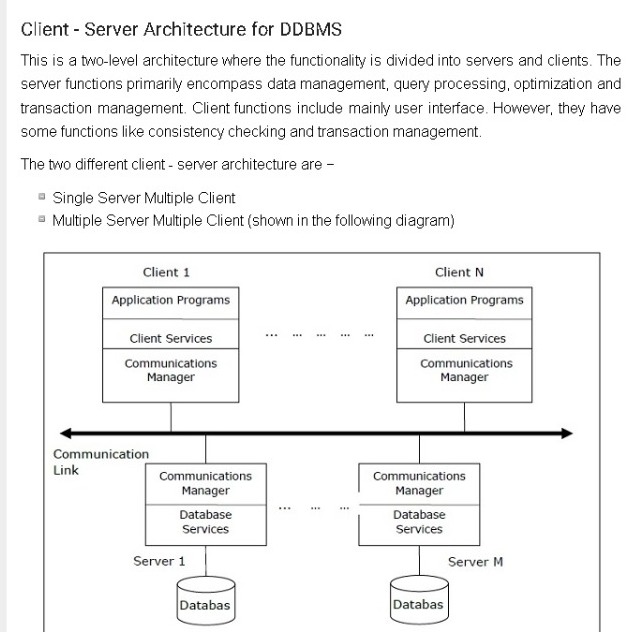 Client - Server Architecture for DDBMS
This is a two-level architecture where the functionality is divided into servers and clients. The
server functions primarily encompass data management, query processing, optimization and
transaction management. Client functions include mainly user interface. However, they have
some functions like consistency checking and transaction management.
The two different client - server architecture are –
Single Server Multiple Client
Multiple Server Multiple Client (shown in the following diagram)
Client 1
Client N
Application Programs
Application Programs
... ... ... ... ...
Client Services
Client Services
Communications
Manager
Communications
Manager
Communication
Link
Communications
Manager
Communications
Manager
... ... ...
Database
Services
Database
Services
Server 1
Server M
Databas
Databas